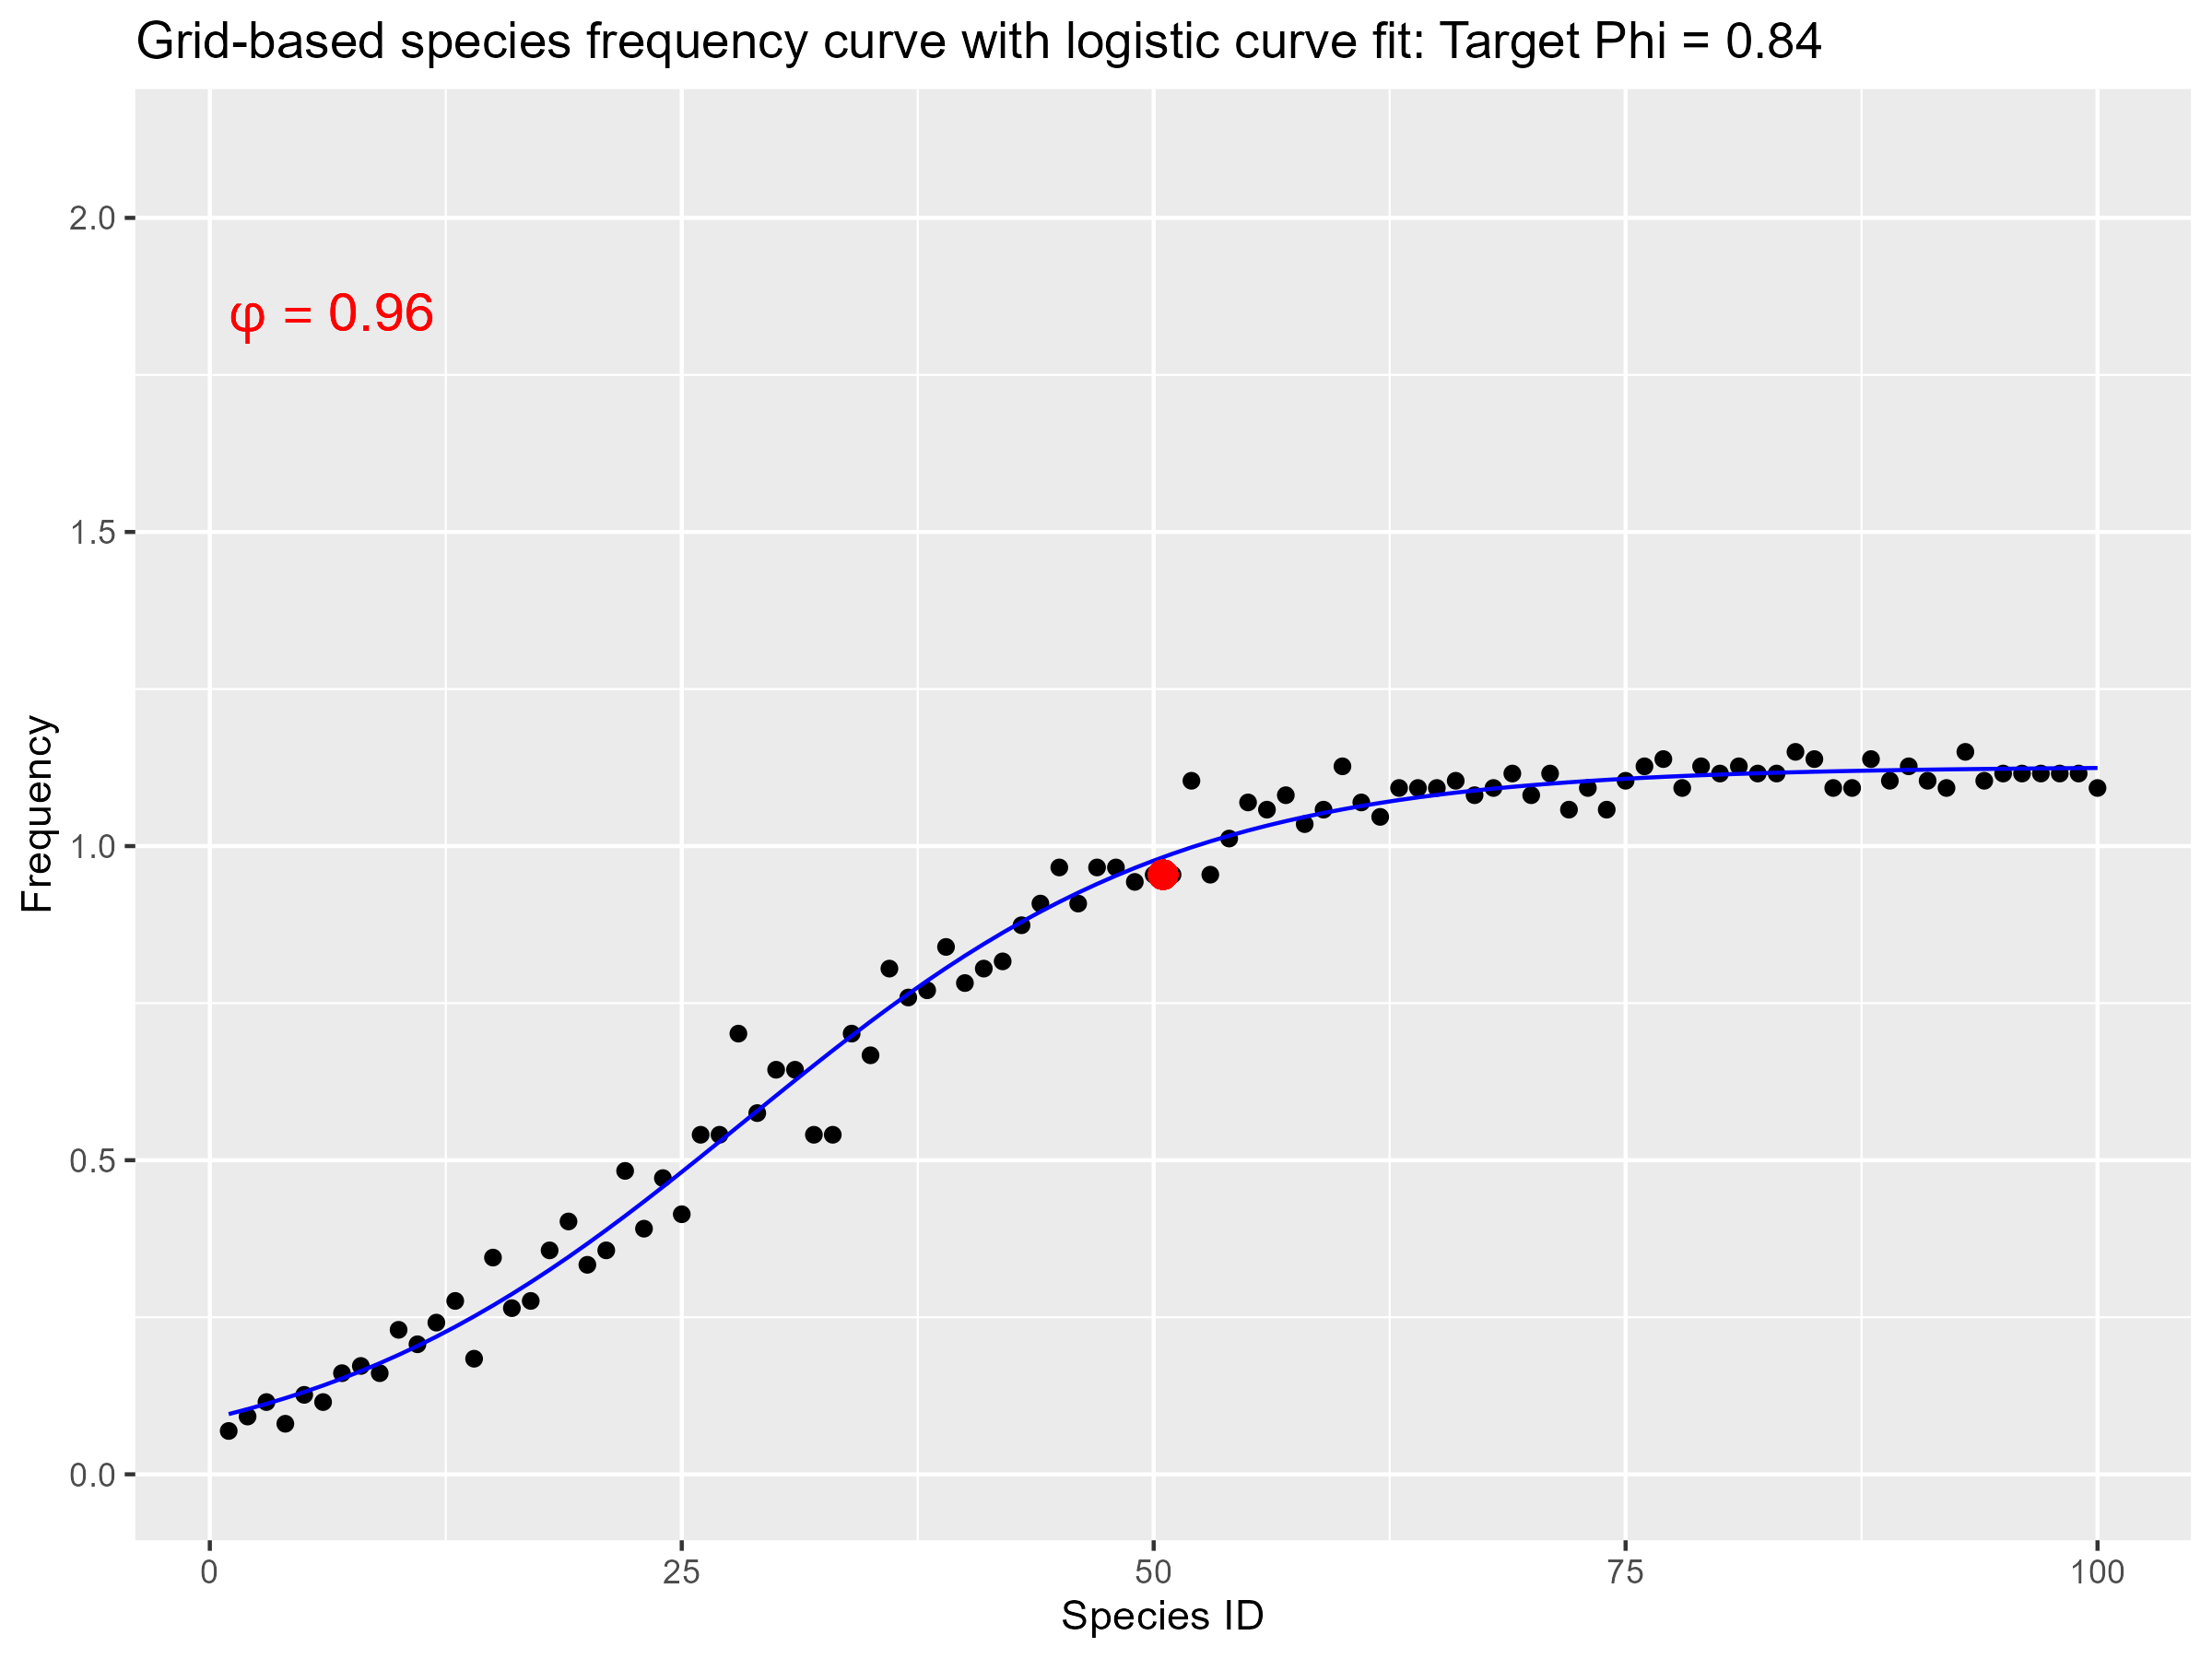 Grid-based species frequency curve with logistic curve fit: Target Phi = 0.84
2.0
φ = 0.96
1.5
Frequency
1.0
0.5
0.0
0 25 50 75 100
Species ID